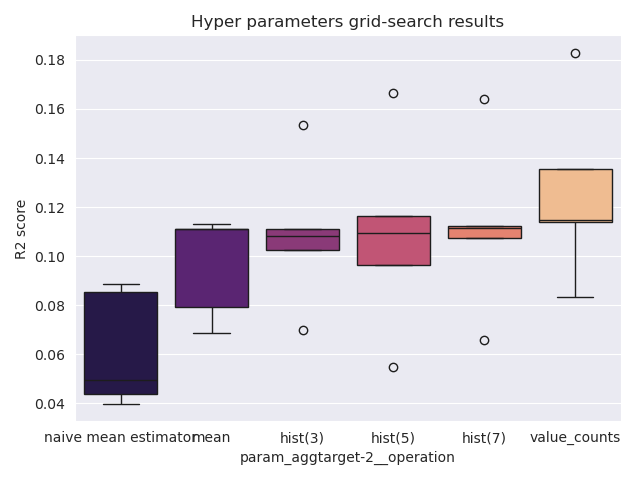 Hyper parameters grid-search results
R2 score
0.18
0.16
0.14
0.12
0.10
0.08
0.06
0.04
naive mean estimator mean hist(3) hist(5) hist(7) value_counts
param_aggtarget-2__operation